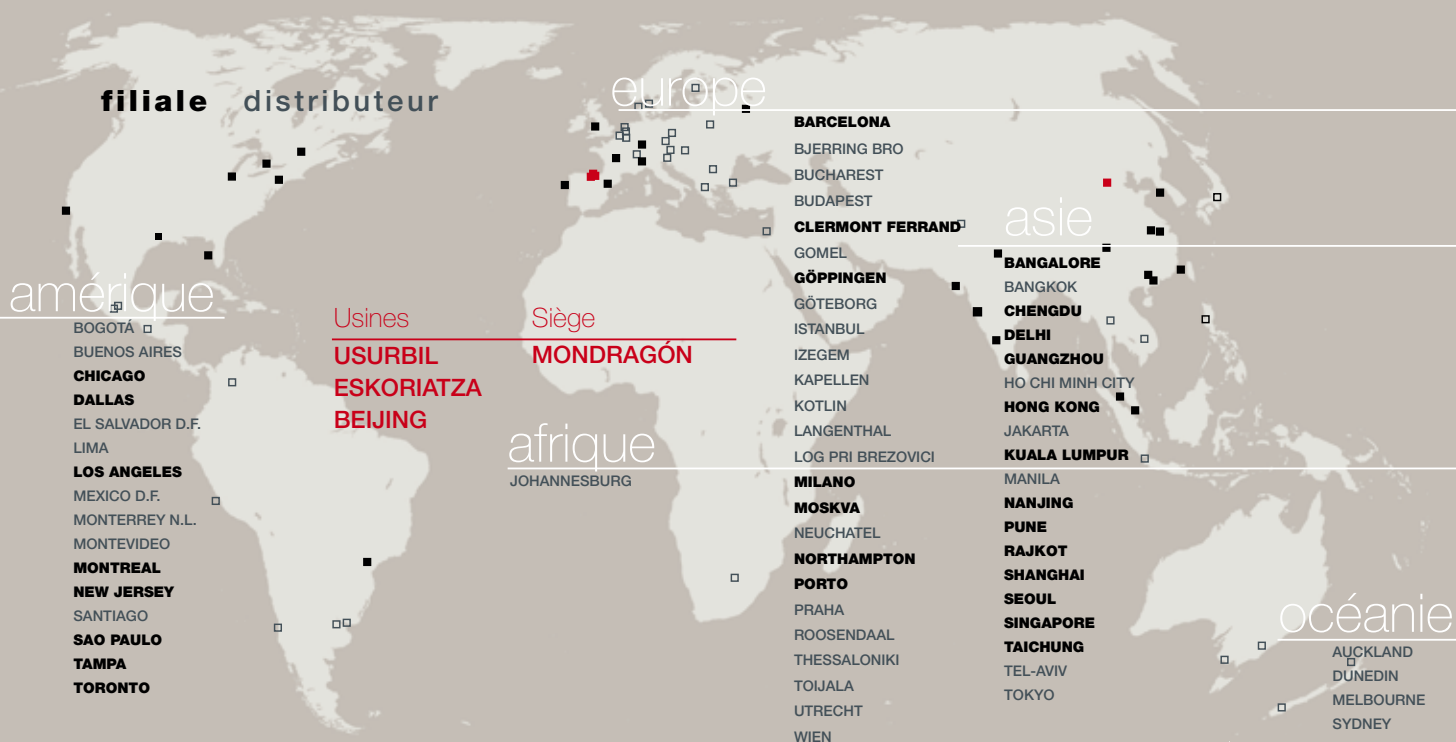 filiale distributeur
amérique
BOGOTÁ
BUENOS AIRES
CHICAGO
DALLAS
EL SALVADOR D.F.
LIMA
LOS ANGELES
MEXICO D.F.
MONTERREY N.L.
MONTEVIDEO
MONTREAL
NEW JERSEY
SANTIAGO
SAO PAULO
TAMPA
TORONTO
Usines
USURBIL
ESKORIATZA
BEIJING
Siège
MONDRAGÓN
afrique
JOHANNESBURG
europe
BARCELONA
BJERRING BRO
BUCHAREST
BUDAPEST
CLERMONT FERRAND
GOMEL
GÖPPINGEN
GÖTEBORG
ISTANBUL
IZEGEM
KAPELLEN
KOTLIN
LANGENTHAL
LOG PRI BREZOVICI
MILANO
MOSKVA
NEUCHATEL
NORTHAMPTON
PORTO
PRAHA
ROOSENDAAL
THESSALONIKI
TOIJALA
UTRECHT
WIEN
asie
BANGALORE
BANGKOK
CHENGDU
DELHI
GUANGZHOU
HO CHI MINH CITY
HONG KONG
JAKARTA
KUALA LUMPUR
MANILA
NANJING
PUNE
RAJKOT
SHANGHAI
SEOUL
SINGAPORE
TAICHUNG
TEL-AVIV
TOKYO
océanie
AUCKLAND
DUNEDIN
MELBOURNE
SYDNEY